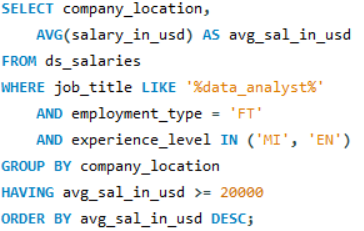 SELECT company_location,
    AVG(salary_in_usd) AS avg_sal_in_usd
FROM ds_salaries
WHERE job_title LIKE '%data_analyst%'
    AND employment_type = 'FT'
    AND experience_level IN ('MI', 'EN')
GROUP BY company_location
HAVING avg_sal_in_usd >= 20000
ORDER BY avg_sal_in_usd DESC;